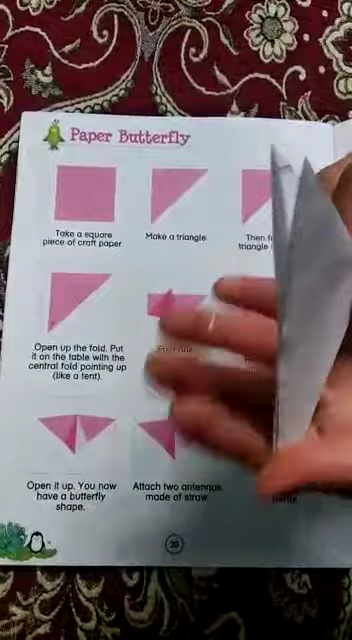 Paper Butterfly
Take a square
piece of craft paper
Make a triangle
Then
triangle
Open up the fold. Put
it on the table with the
central fold pointing up
(like a tent).
Open it up. You now
have a butterfly
shape.
Attach two antennas
made of straw
20